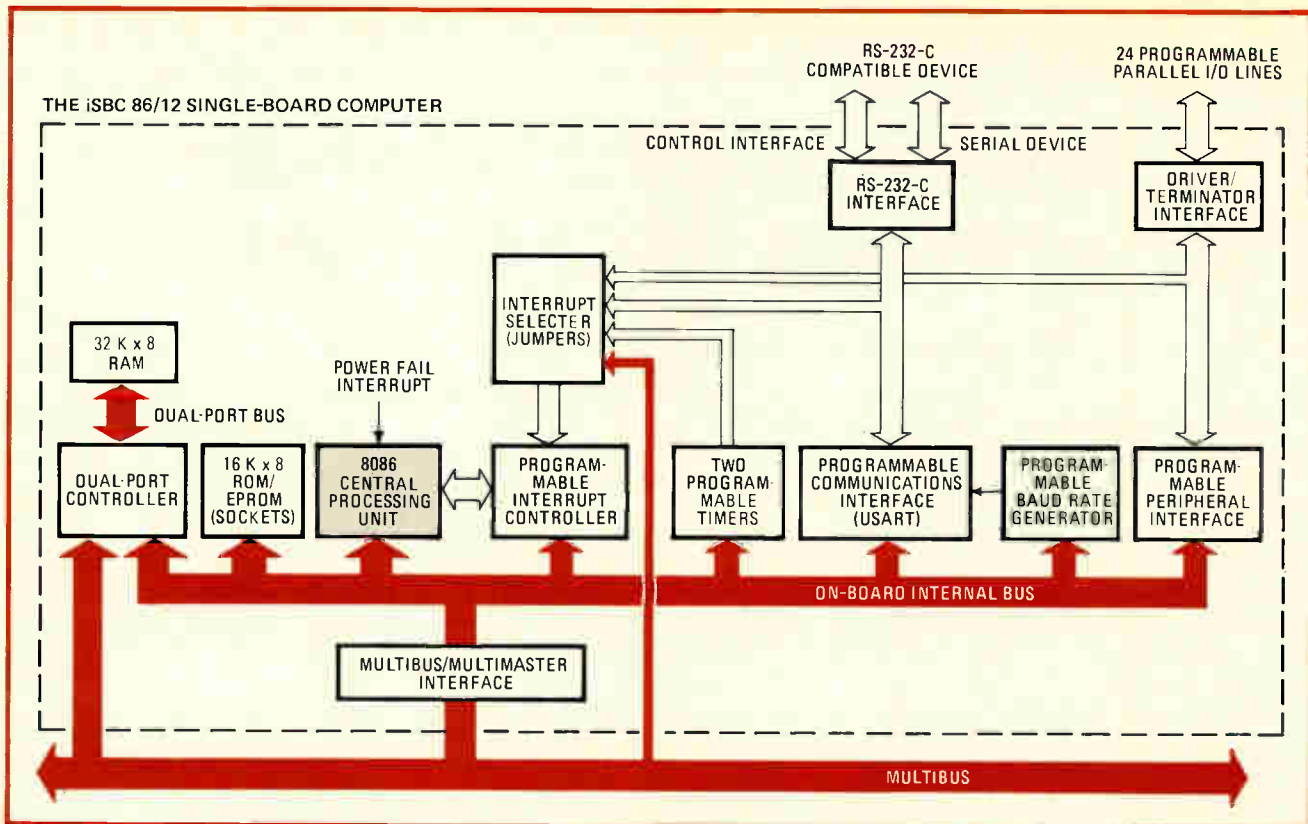 RS-232-C
COMPATIBLE DEVICE
24 PROGRAMMABLE
PARALLEL I/O LINES
THE iSBC 86/12 SINGLE-BOARD COMPUTER
CONTROL INTERFACE
SERIAL DEVICE
RS-232-C
INTERFACE
DRIVER/
TERMINATOR
INTERFACE
INTERRUPT
SELECTER
(JUMPERS)
32 K x 8
RAM
POWER FAIL
INTERRUPT
DUAL-PORT BUS
DUAL-PORT
CONTROLLER
16 K x 8
ROM/
EPROM
(SOCKETS)
8086
CENTRAL
PROCESSING
UNIT
PROGRAM-
MABLE
INTERRUPT
CONTROLLER
TWO
PROGRAM-
MABLE
TIMERS
PROGRAMMABLE
COMMUNICATIONS
INTERFACE
(USART)
PROGRAM-
MABLE
BAUD RATE
GENERATOR
PROGRAM-
MABLE
PERIPHERAL
INTERFACE
ON-BOARD INTERNAL BUS
MULTIBUS/MULTIMASTER
INTERFACE
MULTIBUS